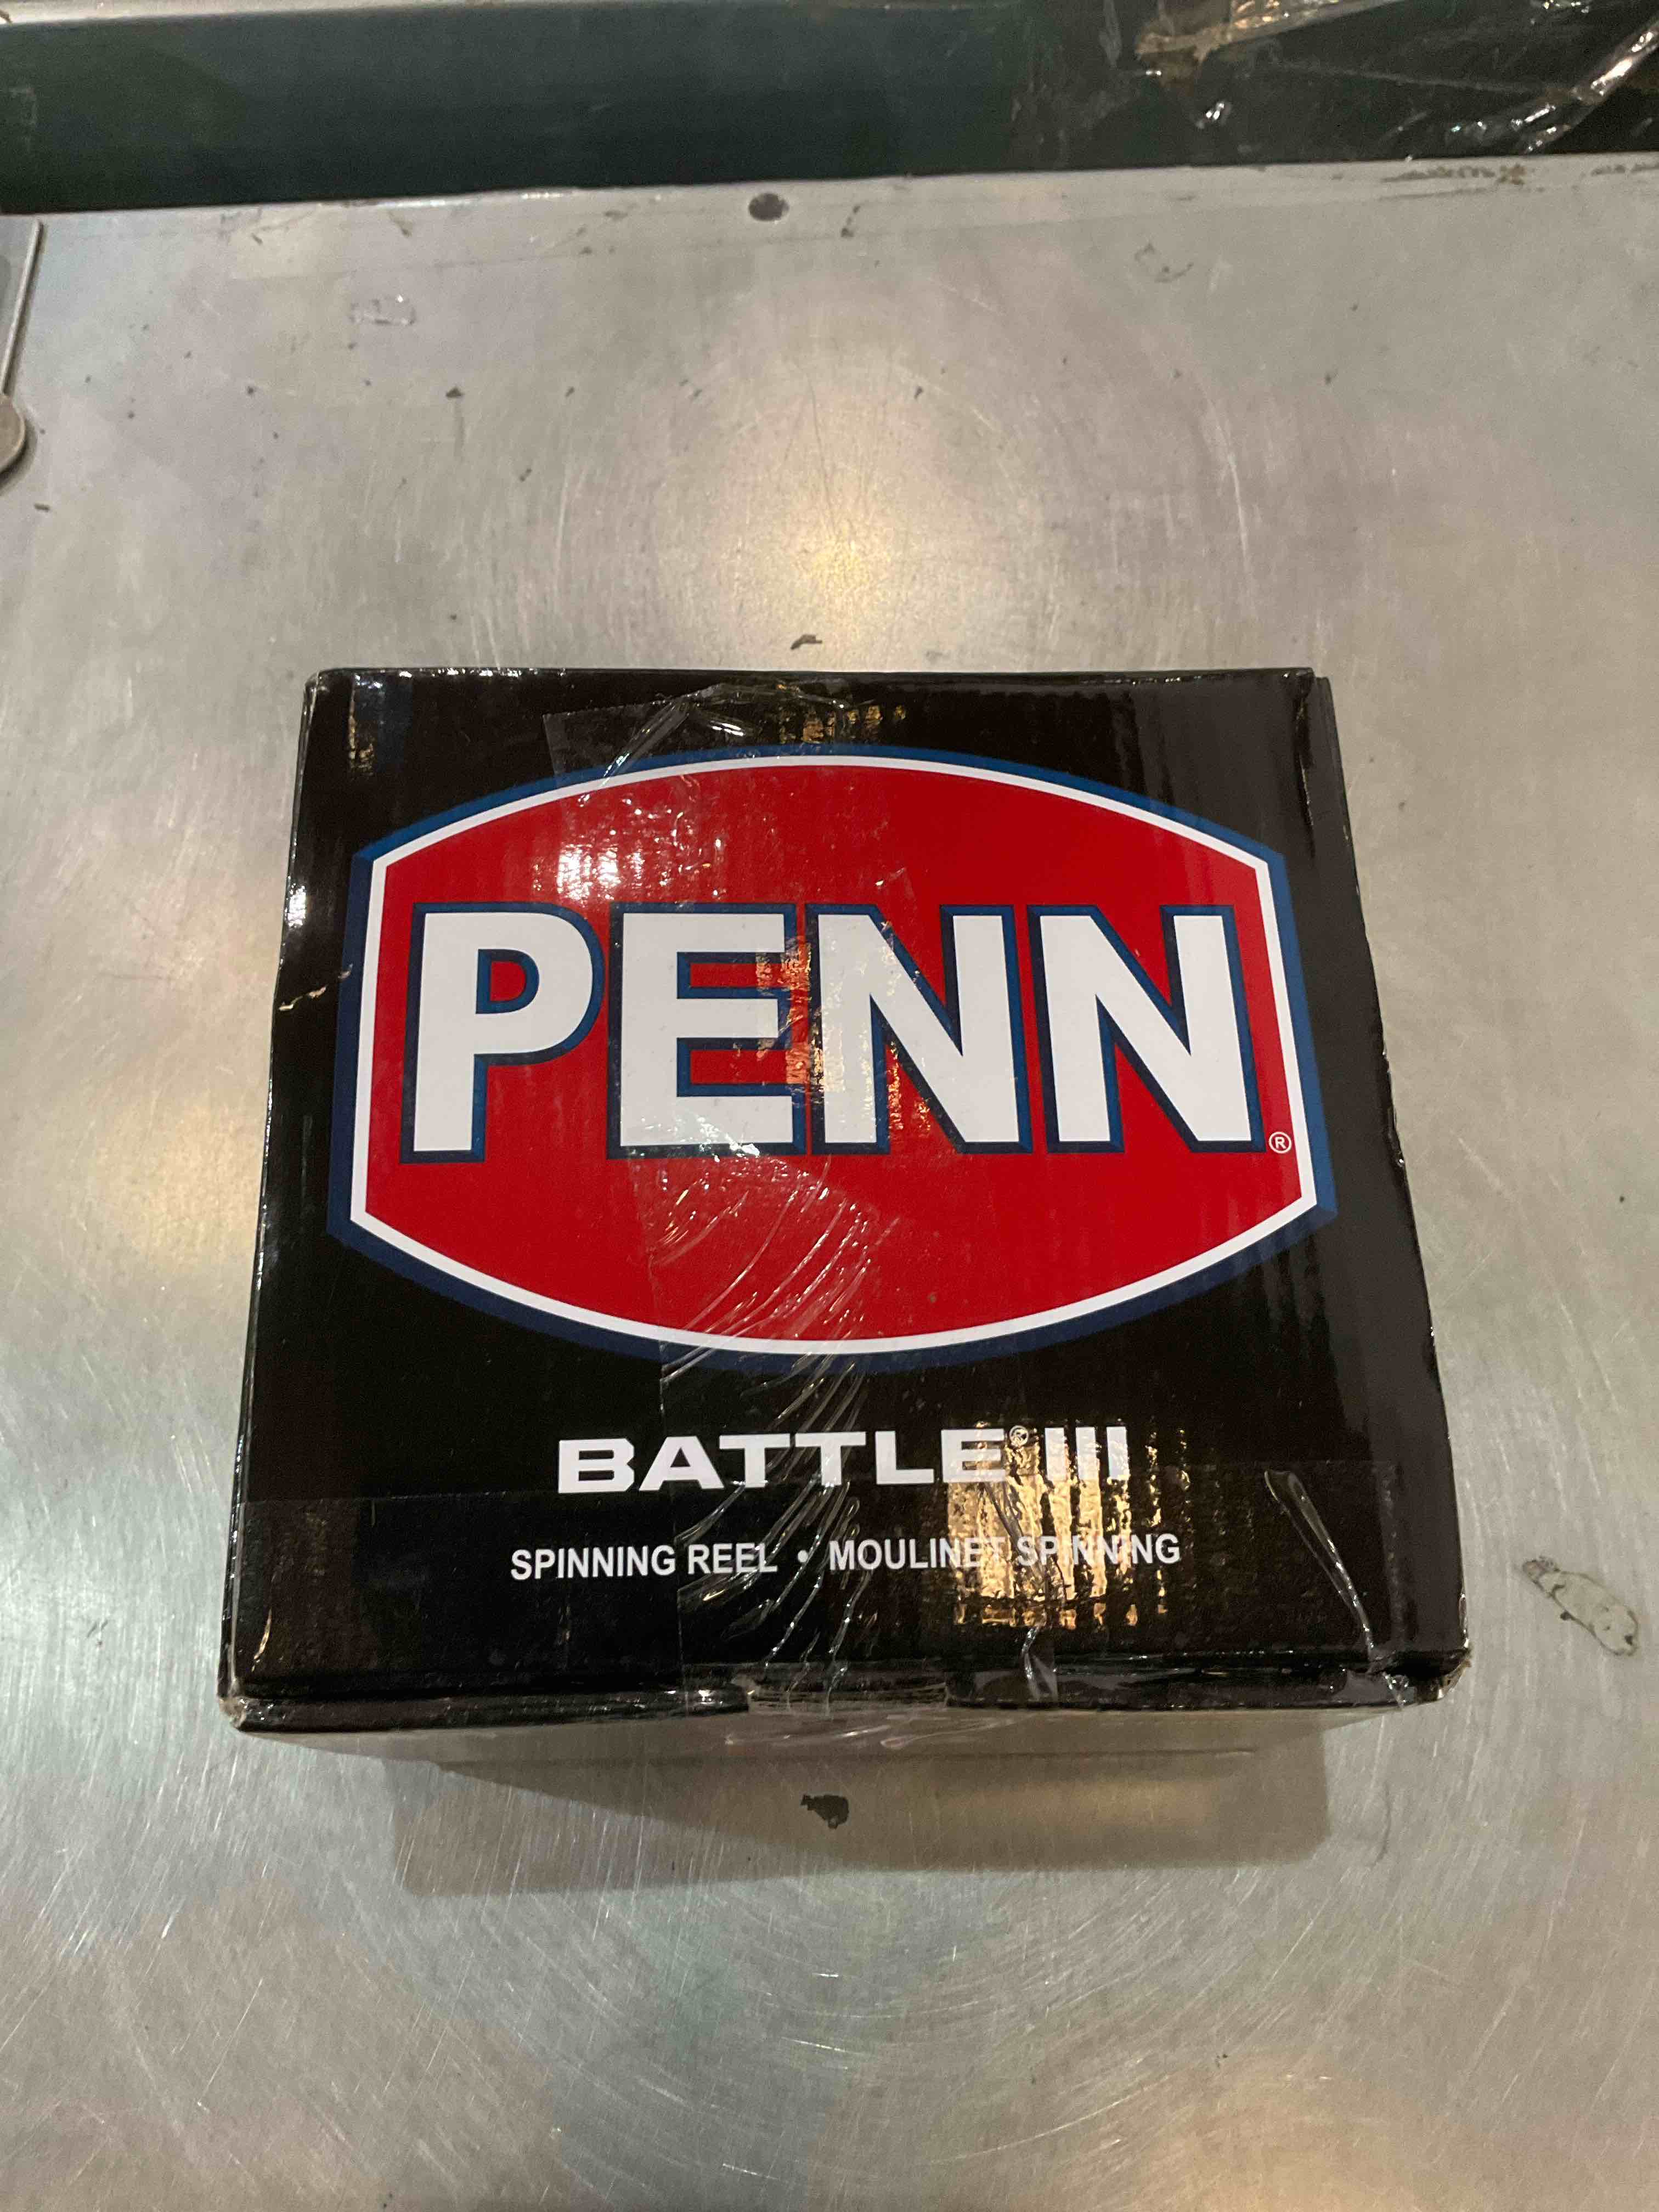 PENN®
BATTLE® III
SPINNING REEL • MOULINET SPINNING